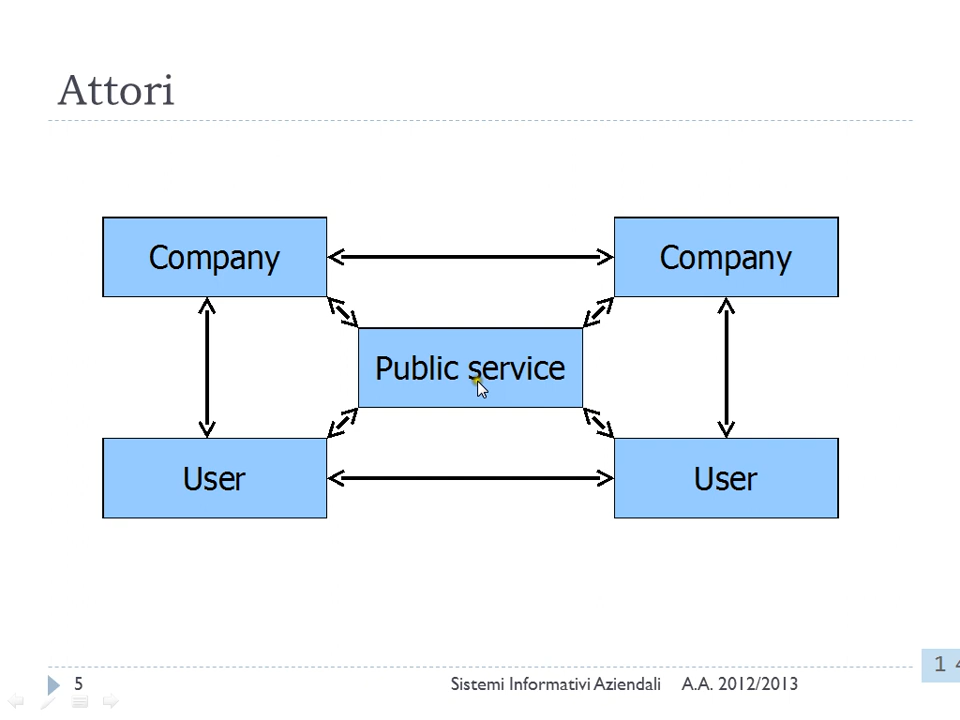 Attori
Company
Company
Public service
User
User
5
Sistemi Informativi Aziendali
A.A. 2012/2013
1